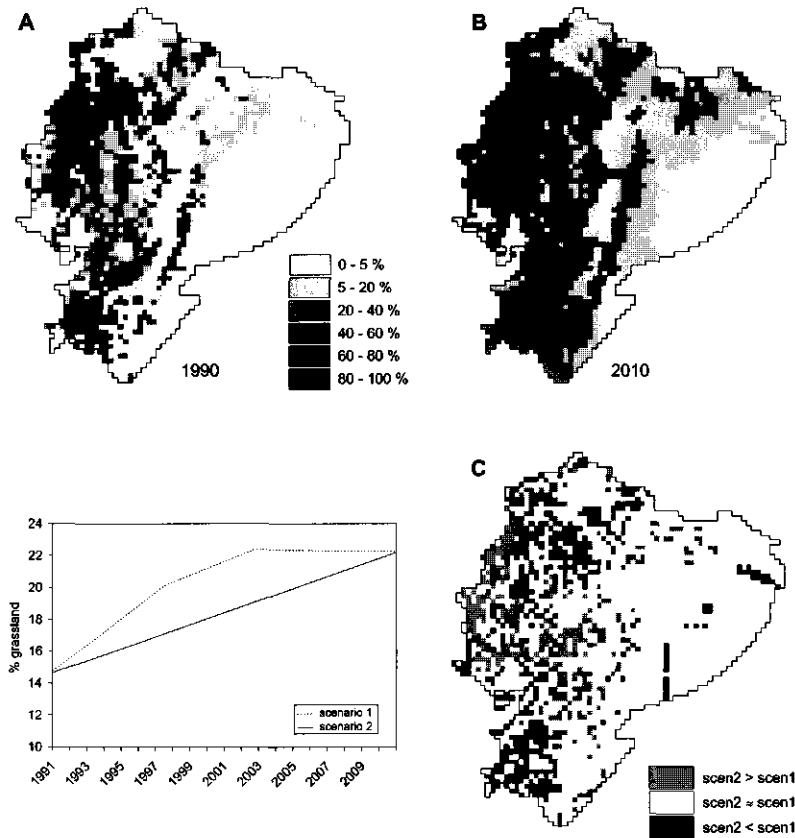 A
B
0 - 5 %
5 - 20 %
20 - 40 %
40 - 60 %
60 - 80 %
80 - 100 %
1990
2010
C
24
22
20
18
16
14
12
10
% grassland
scenario 1
scenario 2
1991
1993
1995
1997
1999
2001
2003
2005
2007
2009
scen2 > scen1
scen2 ≈ scen1
scen2 < scen1